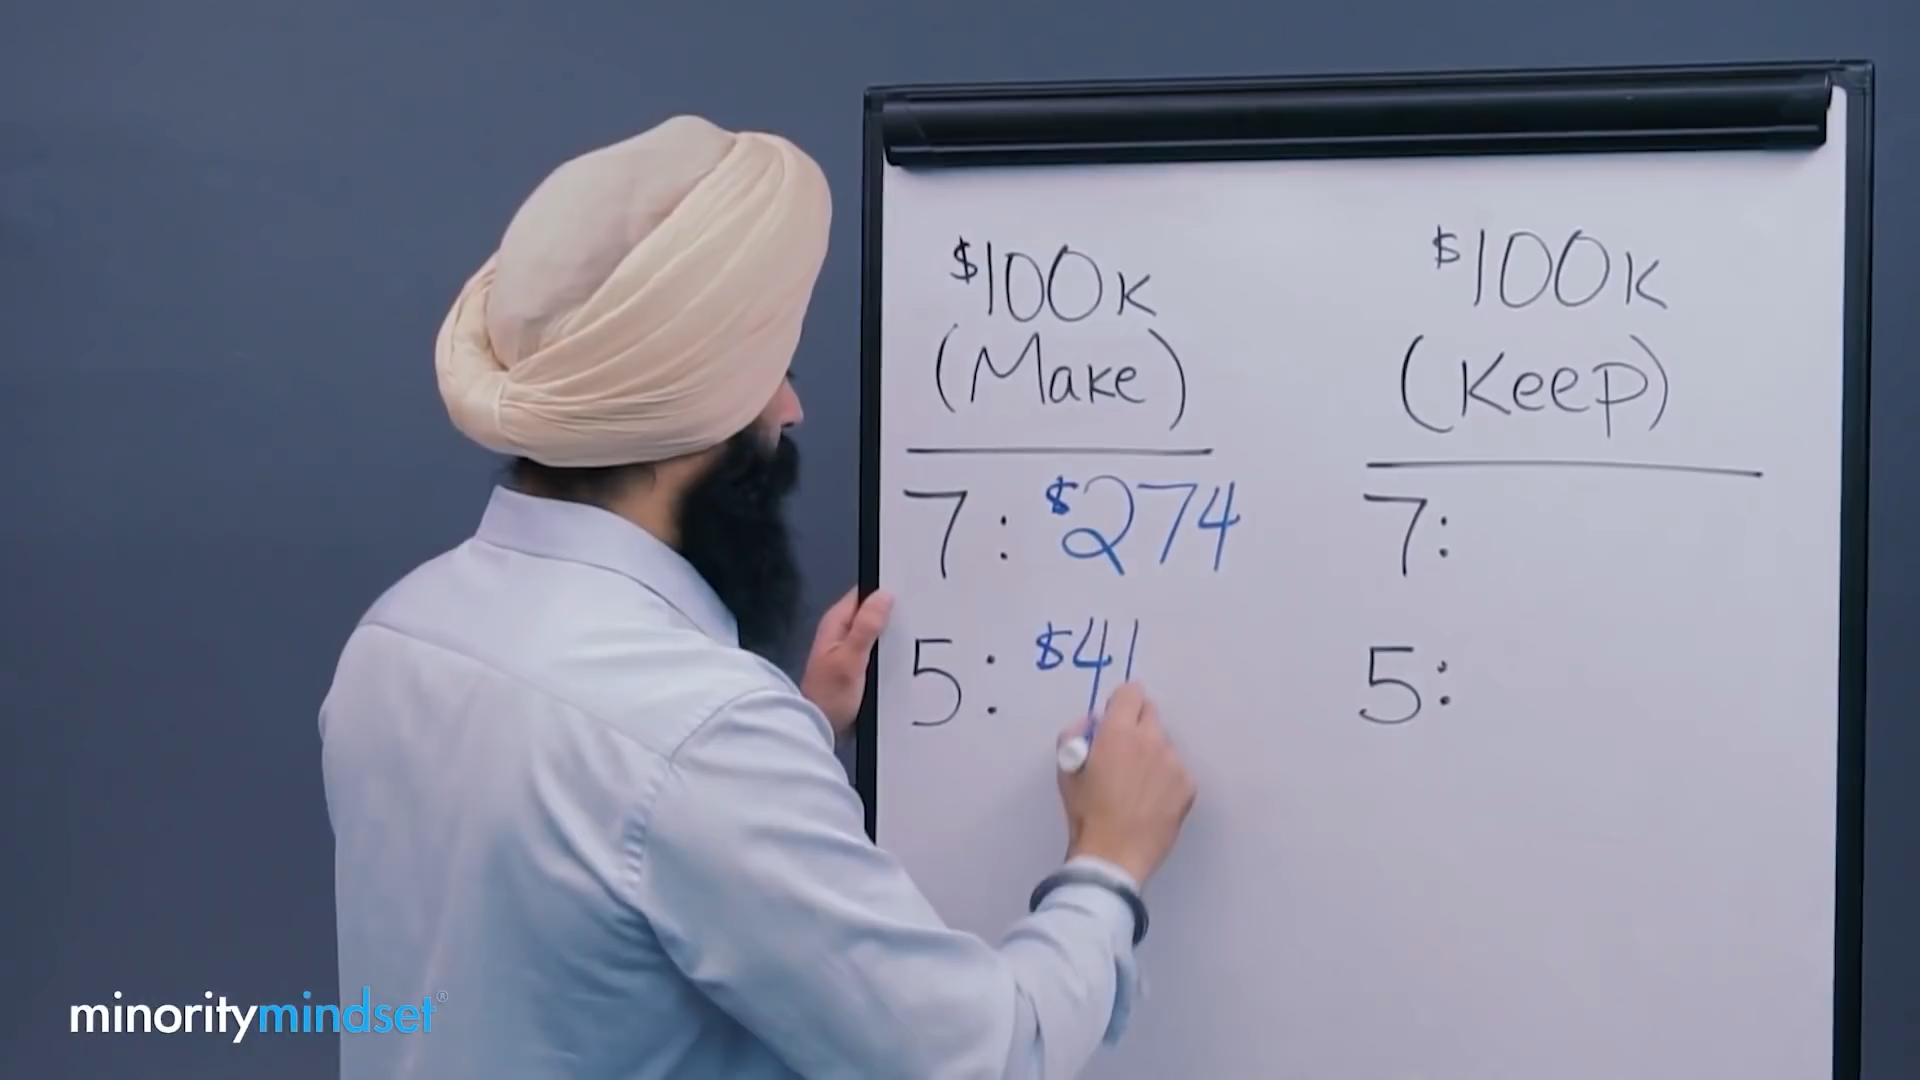 $100K
(Make)
7: $274
5: $41
$100K
(Keep)
7:
5:
minoritymindset®